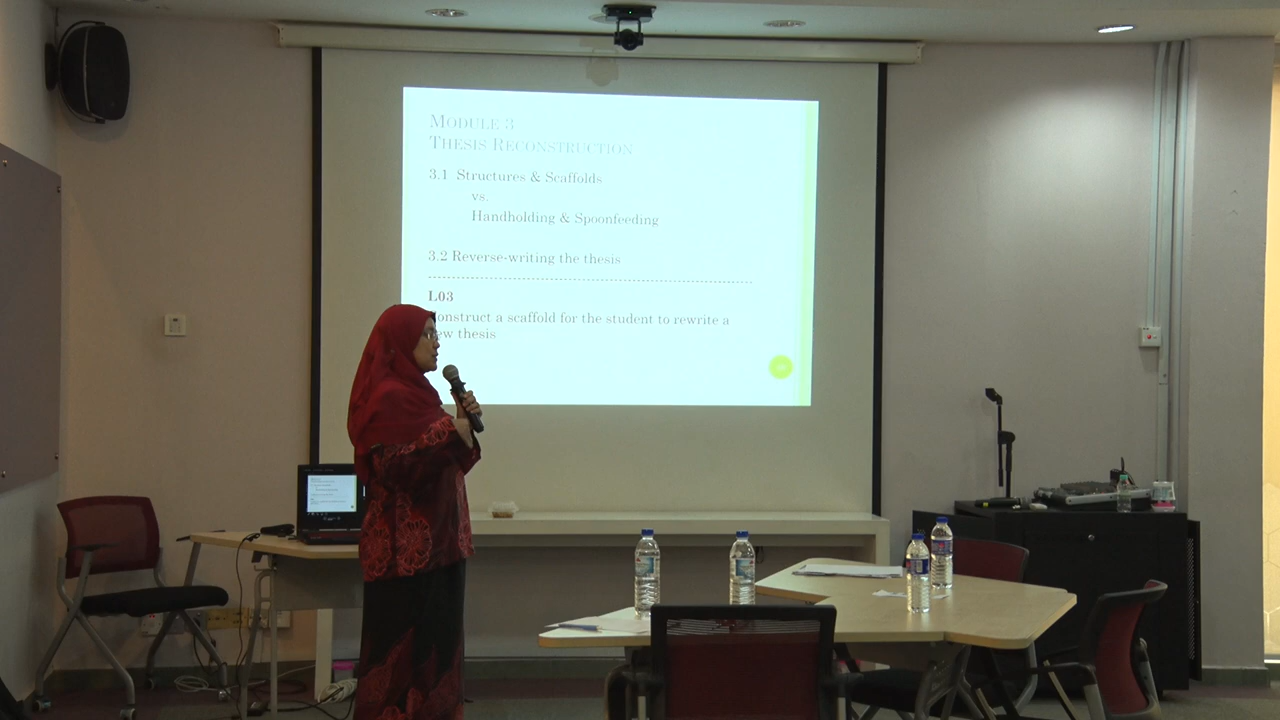 MODULE 3
THESIS RECONSTRUCTION
3.1 Structures & Scaffolds
vs.
Handholding & Spoonfeeding
3.2 Reverse-writing the thesis
L03
onstruct a scaffold for the student to rewrite a
ew thesis